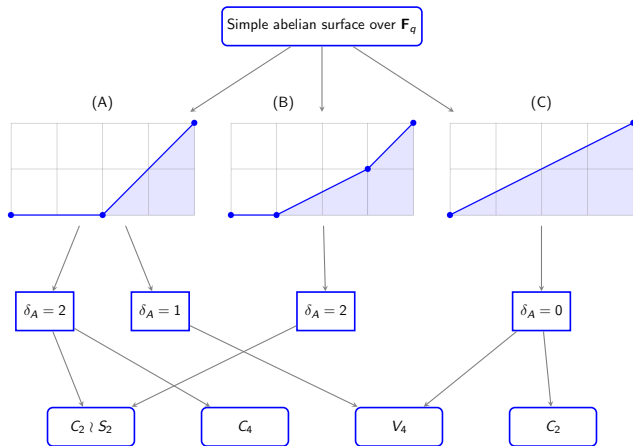 Simple abelian surface over F_q
(A) (B) (C)
δ_A = 2 δ_A = 1 δ_A = 2 δ_A = 0
C_2 ≀ S_2 C_4 V_4 C_2